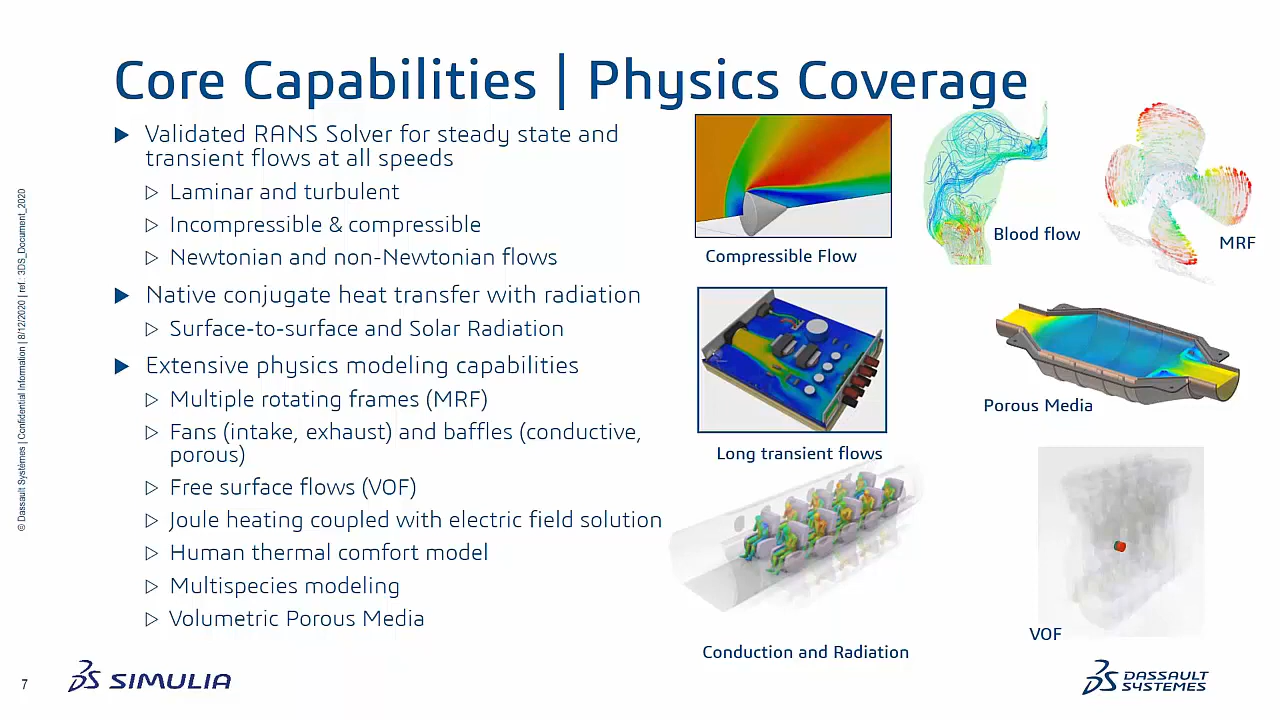 Core Capabilities | Physics Coverage
Validated RANS Solver for steady state and
transient flows at all speeds
Laminar and turbulent
Incompressible & compressible
Newtonian and non-Newtonian flows
Native conjugate heat transfer with radiation
Surface-to-surface and Solar Radiation
Extensive physics modeling capabilities
Multiple rotating frames (MRF)
Fans (intake, exhaust) and baffles (conductive,
porous)
Free surface flows (VOF)
Joule heating coupled with electric field solution
Human thermal comfort model
Multispecies modeling
Volumetric Porous Media
Compressible Flow
Blood flow
MRF
Long transient flows
Porous Media
Conduction and Radiation
VOF
© Dassault Systèmes | Confidential Information | 8/12/2020 | ref.: 3DS_Document_2020
7
3DS SIMULIA
3DS DASSAULT
SYSTEMES